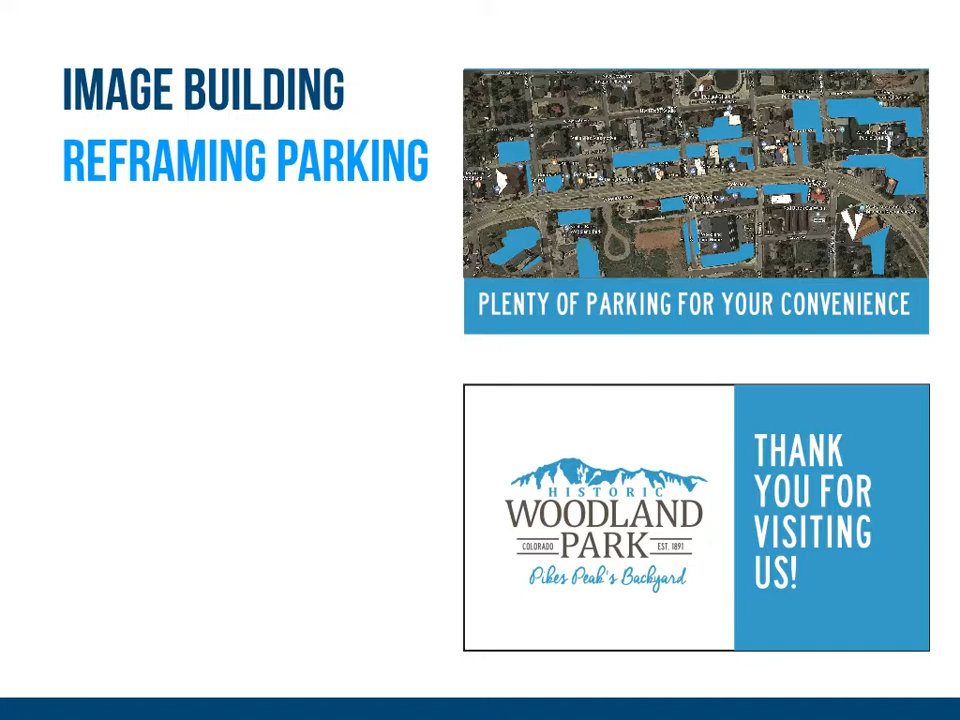 IMAGE BUILDING
REFRAMING PARKING
PLENTY OF PARKING FOR YOUR CONVENIENCE
HISTORIC
WOODLAND
COLORADO PARK EST. 1891
Pikes Peak's Backyard
THANK
YOU FOR
VISITING
US!